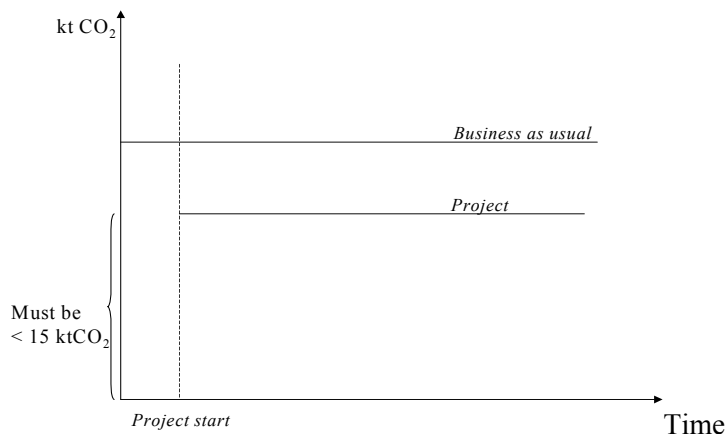 kt CO₂
Business as usual
Project
Must be
< 15 ktCO₂
Project start
Time